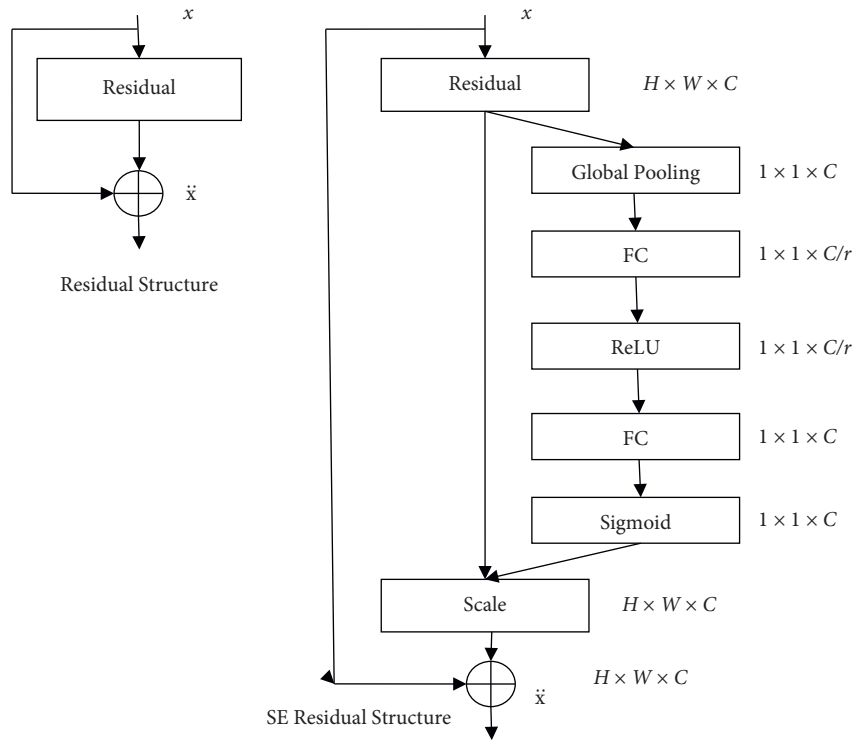 x
Residual
ẍ
Residual Structure
x
Residual
H × W × C
Global Pooling
1 × 1 × C
FC
1 × 1 × C/r
ReLU
1 × 1 × C/r
FC
1 × 1 × C
Sigmoid
1 × 1 × C
Scale
H × W × C
H × W × C
ẍ
SE Residual Structure